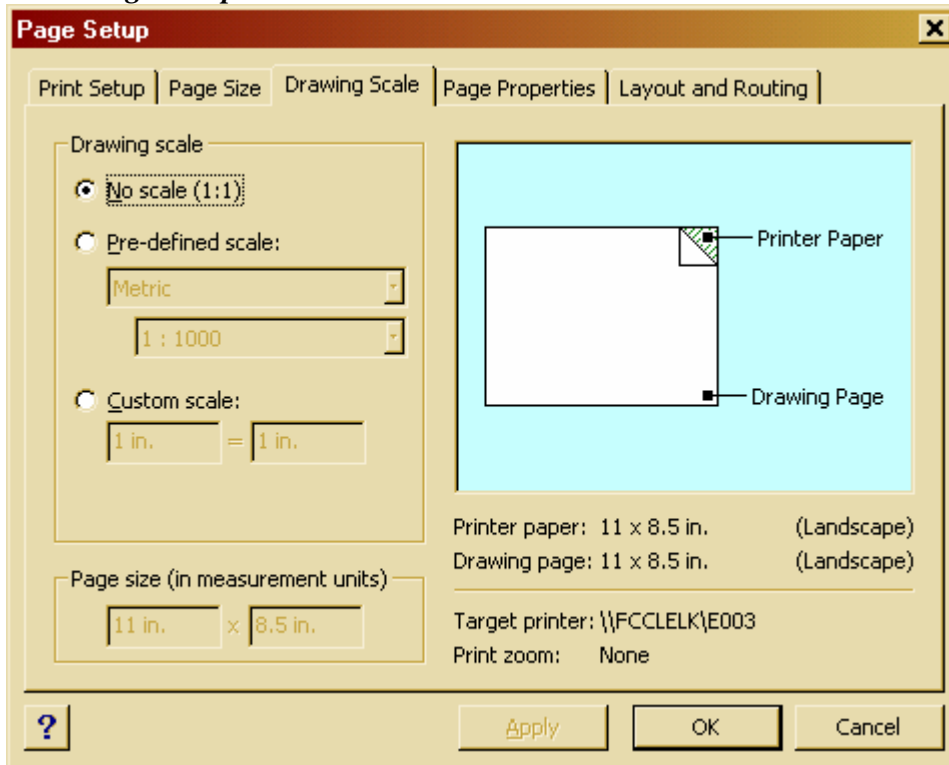 Page Setup
Print Setup Page Size Drawing Scale Page Properties Layout and Routing
Drawing scale
No scale (1:1)
Pre-defined scale:
Metric
1 : 1000
Custom scale:
1 in. = 1 in.
Page size (in measurement units)
11 in. x 8.5 in.
Printer Paper
Drawing Page
Printer paper: 11 x 8.5 in. (Landscape)
Drawing page: 11 x 8.5 in. (Landscape)
Target printer: \\FCCLELK\E003
Print zoom: None
? Apply OK Cancel